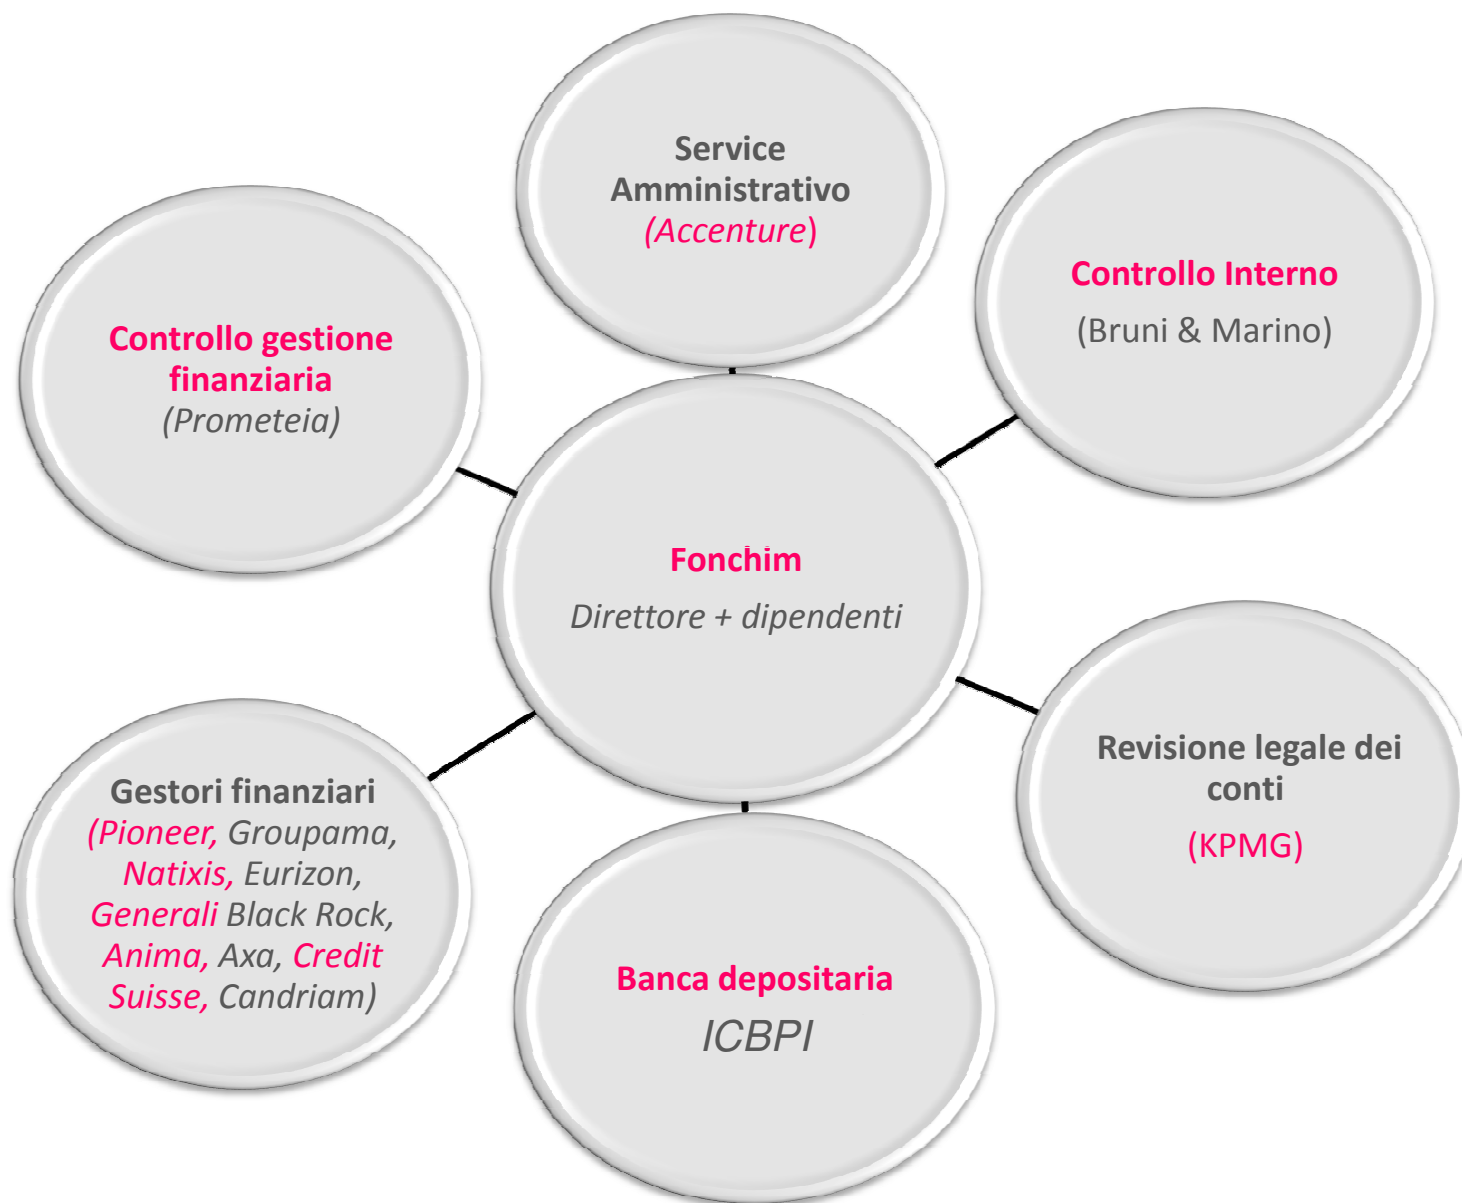 Service
Amministrativo
(Accenture)
Controllo Interno
(Bruni & Marino)
Controllo gestione
finanziaria
(Prometeia)
Fonchim
Direttore + dipendenti
Revisione legale dei
conti
(KPMG)
Gestori finanziari
(Pioneer, Groupama,
Natixis, Eurizon,
Generali Black Rock,
Anima, Axa, Credit
Suisse, Candriam)
Banca depositaria
ICBPI